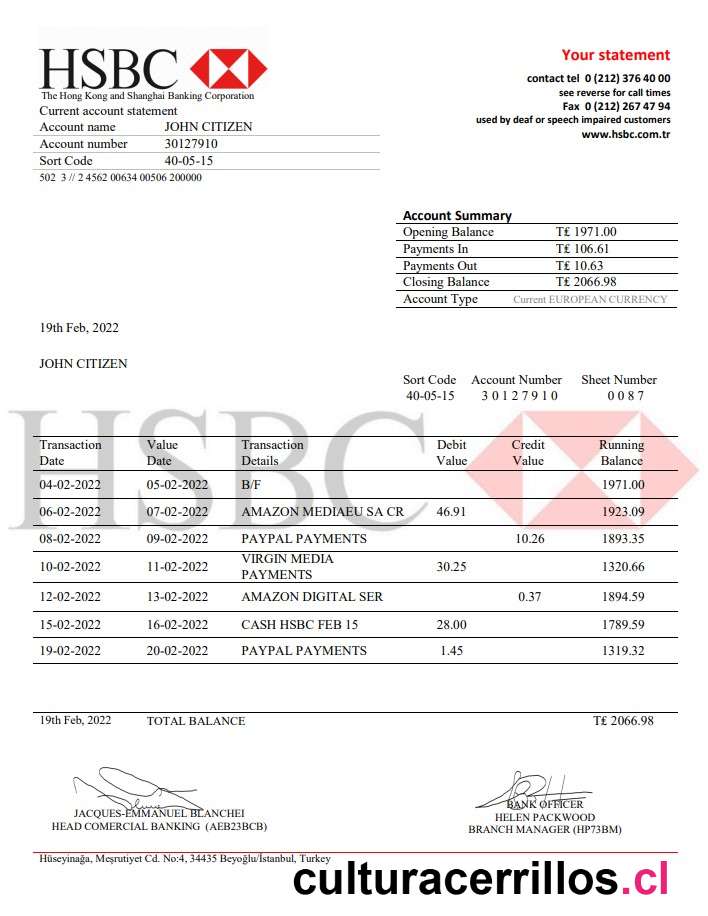 HSBC
The Hong Kong and Shanghai Banking Corporation
Your statement
contact tel 0 (212) 376 40 00
see reverse for call times
Fax 0 (212) 267 47 94
used by deaf or speech impaired customers
www.hsbc.com.tr
Current account statement
Account name JOHN CITIZEN
Account number 30127910
Sort Code 40-05-15
502 3 // 2 4562 00634 00506 200000
Account Summary
Opening Balance T₤ 1971.00
Payments In T₤ 106.61
Payments Out T₤ 10.63
Closing Balance T₤ 2066.98
Account Type Current EUROPEAN CURRENCY
19th Feb, 2022
JOHN CITIZEN
Sort Code Account Number Sheet Number
40-05-15 3 0 1 2 7 9 1 0 0 0 8 7
HSBC
Transaction Value Transaction Debit Credit Running
Date Date Details Value Value Balance
04-02-2022 05-02-2022 B/F 1971.00
06-02-2022 07-02-2022 AMAZON MEDIAEU SA CR 46.91 1923.09
08-02-2022 09-02-2022 PAYPAL PAYMENTS 10.26 1893.35
10-02-2022 11-02-2022 VIRGIN MEDIA 30.25 1320.66
PAYMENTS
12-02-2022 13-02-2022 AMAZON DIGITAL SER 0.37 1894.59
15-02-2022 16-02-2022 CASH HSBC FEB 15 28.00 1789.59
19-02-2022 20-02-2022 PAYPAL PAYMENTS 1.45 1319.32
19th Feb, 2022 TOTAL BALANCE T₤ 2066.98
JACQUES-EMMANUEL BLANCHEI
HEAD COMERCIAL BANKING (AEB23BCB)
BANK OFFICER
HELEN PACKWOOD
BRANCH MANAGER (HP73BM)
Hüseyinağa, Meşrutiyet Cd. No:4, 34435 Beyoğlu/İstanbul, Turkey
culturacerrillos.cl